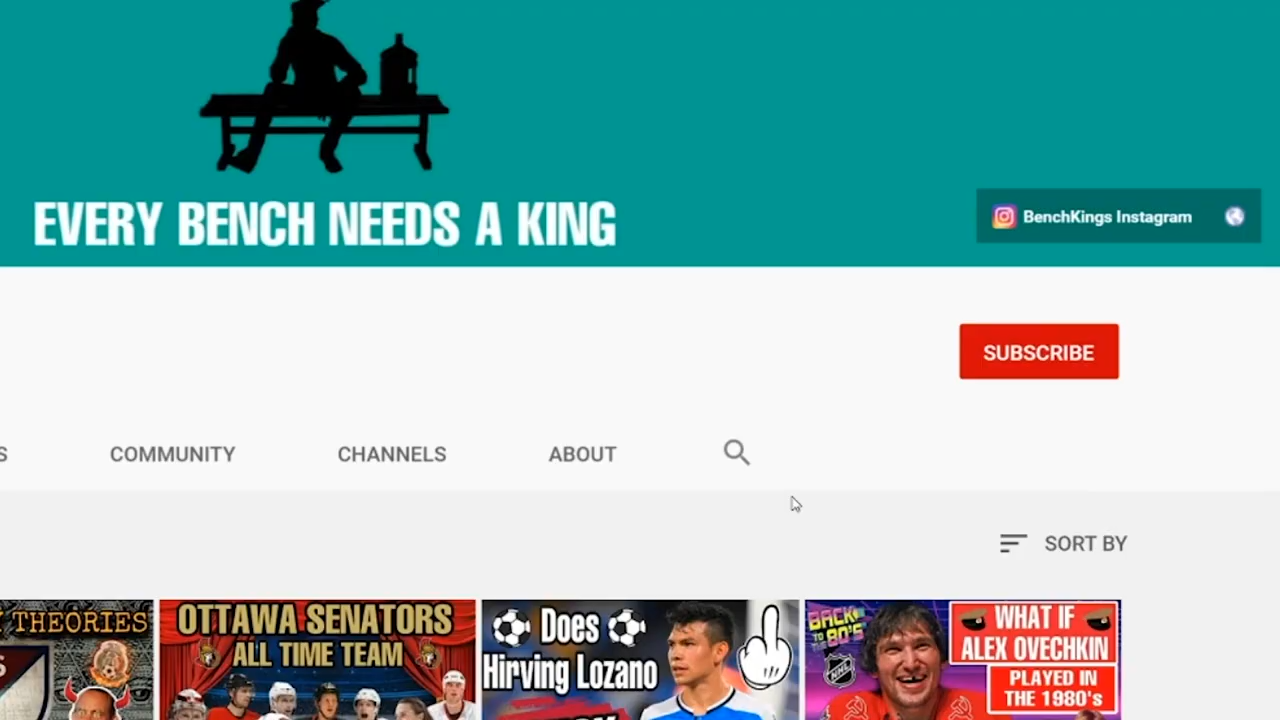 EVERY BENCH NEEDS A KING
BenchKings Instagram
SUBSCRIBE
S
COMMUNITY
CHANNELS
ABOUT
SORT BY
THEORIES
OTTAWA SENATORS
ALL TIME TEAM
Does
Hirving Lozano
BACK
TO THE 80'S
NHL
WHAT IF
ALEX OVECHKIN
PLAYED IN
THE 1980's